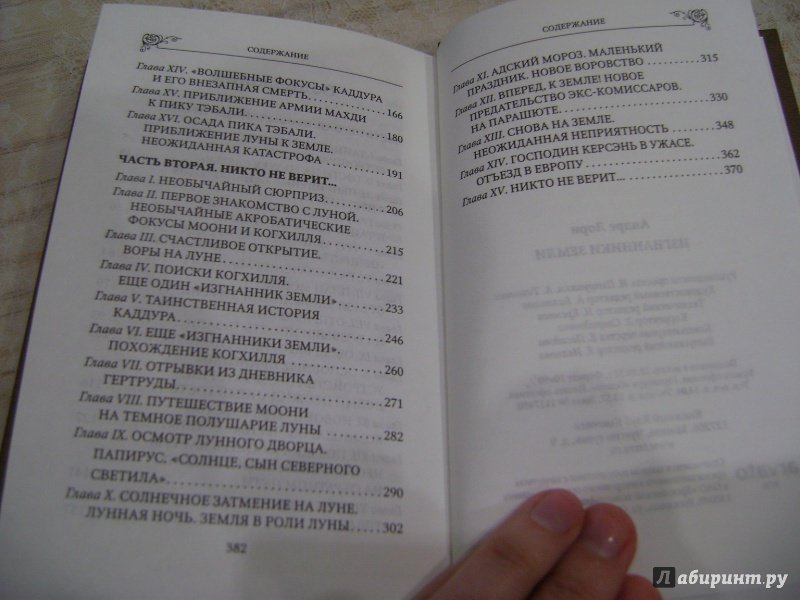 СОДЕРЖАНИЕ
Глава XIV. «ВОЛШЕБНЫЕ ФОКУСЫ» КАДДУРА
И ЕГО ВНЕЗАПНАЯ СМЕРТЬ. 166
Глава XV. ПРИБЛИЖЕНИЕ АРМИИ МАХДИ
К ПИКУ ТЭБАЛИ. 180
Глава XVI. ОСАДА ПИКА ТЭБАЛИ.
ПРИБЛИЖЕНИЕ ЛУНЫ К ЗЕМЛЕ.
НЕОЖИДАННАЯ КАТАСТРОФА 191
ЧАСТЬ ВТОРАЯ. НИКТО НЕ ВЕРИТ...
Глава I. НЕОБЫЧАЙНЫЙ СЮРПРИЗ 206
Глава II. ПЕРВОЕ ЗНАКОМСТВО С ЛУНОЙ.
НЕОБЫЧАЙНЫЕ АКРОБАТИЧЕСКИЕ
ФОКУСЫ МООНИ И КОГХИЛЛЯ 215
Глава III. СЧАСТЛИВОЕ ОТКРЫТИЕ.
ВОРЫ НА ЛУНЕ 221
Глава IV. ПОИСКИ КОГХИЛЛЯ.
ЕЩЕ ОДИН «ИЗГНАННИК ЗЕМЛИ» 233
Глава V. ТАИНСТВЕННАЯ ИСТОРИЯ
КАДДУРА 246
Глава VI. ЕЩЕ «ИЗГНАННИКИ ЗЕМЛИ».
ПОХОЖДЕНИЕ КОГХИЛЛЯ 260
Глава VII. ОТРЫВКИ ИЗ ДНЕВНИКА
ГЕРТРУДЫ. 271
Глава VIII. ПУТЕШЕСТВИЕ МООНИ
НА ТЕМНОЕ ПОЛУШАРИЕ ЛУНЫ 282
Глава IX. ОСМОТР ЛУННОГО ДВОРЦА.
ПАПИРУС. «СОЛНЦЕ, СЫН СЕВЕРНОГО
СВЕТИЛА» 290
Глава X. СОЛНЕЧНОЕ ЗАТМЕНИЕ НА ЛУНЕ.
ЛУННАЯ НОЧЬ. ЗЕМЛЯ В РОЛИ ЛУНЫ. 302
382
СОДЕРЖАНИЕ
Глава XI. АДСКИЙ МОРОЗ. МАЛЕНЬКИЙ
ПРАЗДНИК. НОВОЕ ВОРОВСТВО 315
Глава XII. ВПЕРЕД, К ЗЕМЛЕ! НОВОЕ
ПРЕДАТЕЛЬСТВО ЭКС-КОМИССАРОВ.
НА ПАРАШЮТЕ 330
Глава XIII. СНОВА НА ЗЕМЛЕ.
НЕОЖИДАННАЯ НЕПРИЯТНОСТЬ 348
Глава XIV. ГОСПОДИН КЕРСЭНЬ В УЖАСЕ.
ОТЪЕЗД В ЕВРОПУ 362
Глава XV. НИКТО НЕ ВЕРИТ... 370
Андре Лори
ИЗГНАННИКИ ЗЕМЛИ
Лабиринт.ру